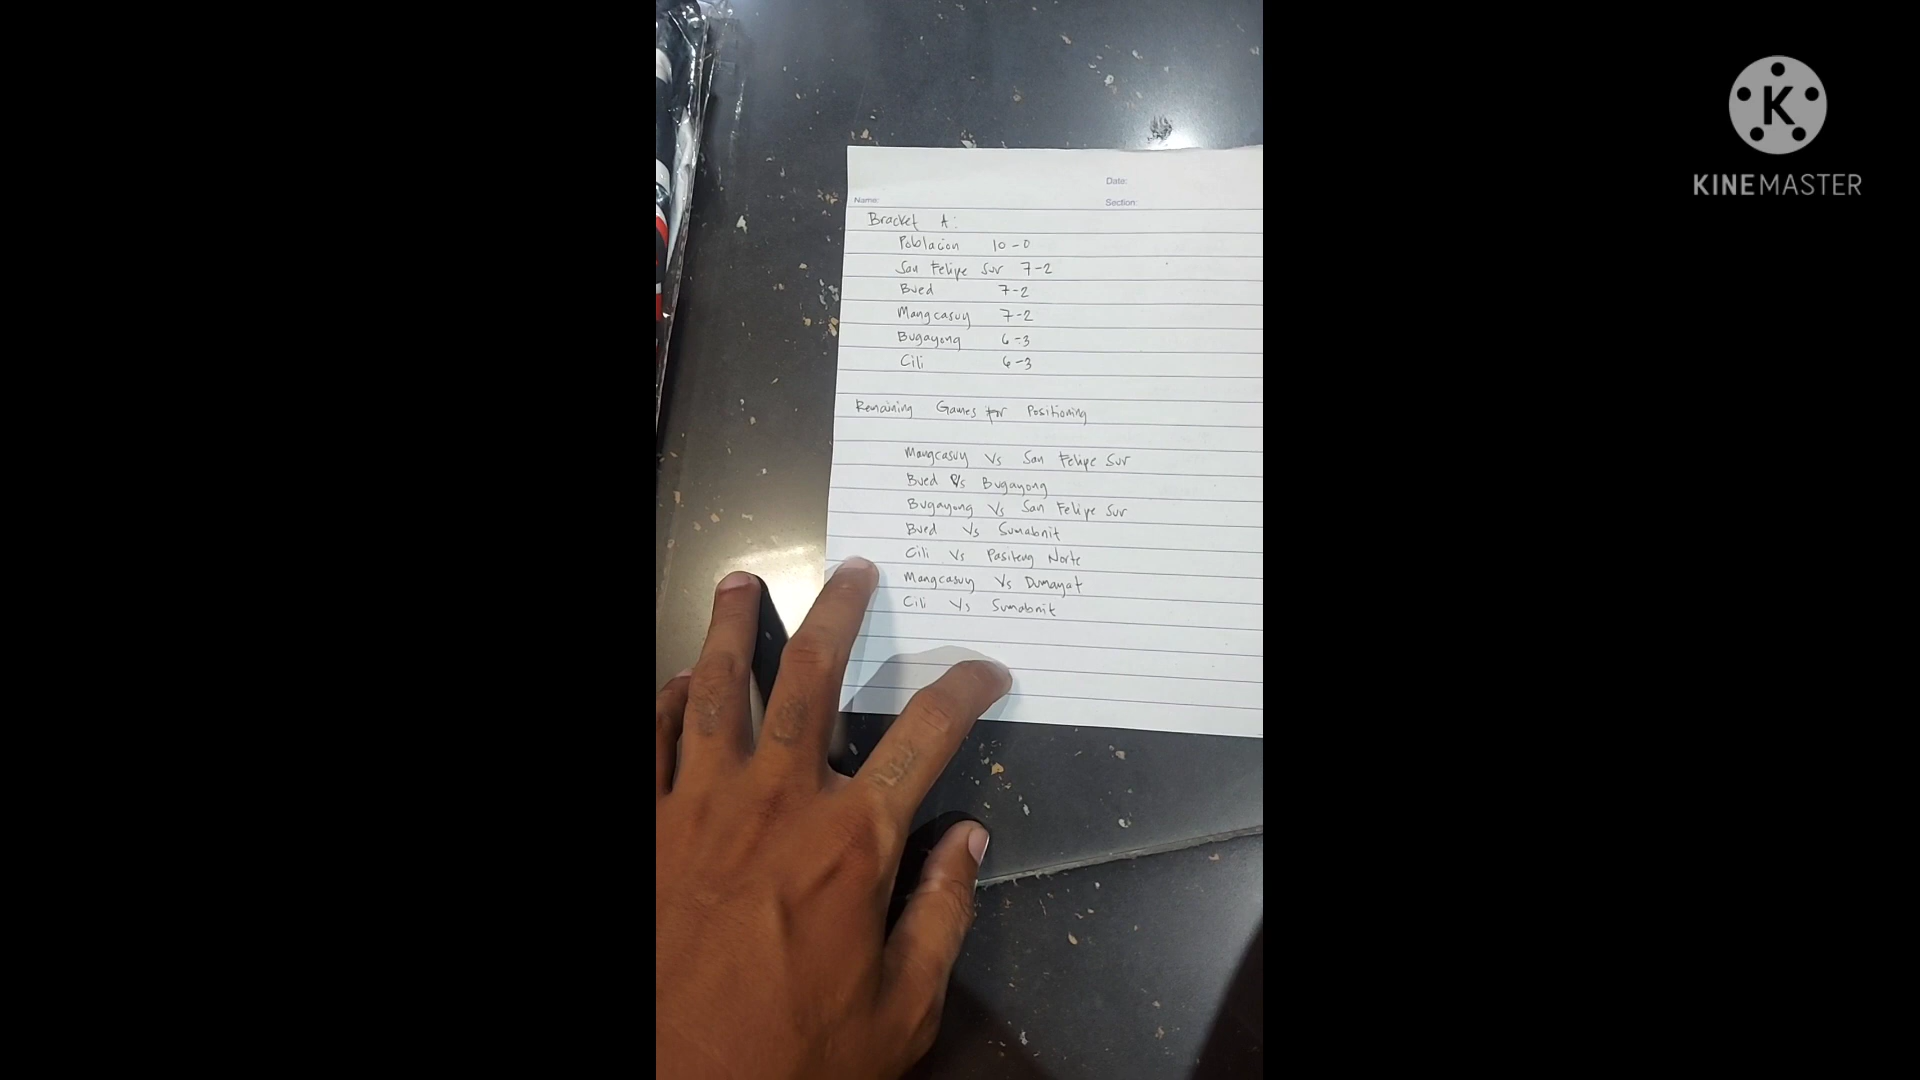 K
KINEMASTER
Date:
Name:
Section:
Bracket A:
Poblacion 10-0
San Felipe Sur 7-2
Bued 7-2
Mangcasuy 7-2
Bugayong 6-3
Cili 6-3
Remaining Games for Positioning
Mangcasuy Vs San Felipe Sur
Bued Vs Bugayong
Bugayong Vs San Felipe Sur
Bued Vs Sumabnit
Cili Vs Pasileng Norte
Mangcasuy Vs Dumayat
Cili Vs Sumabnit